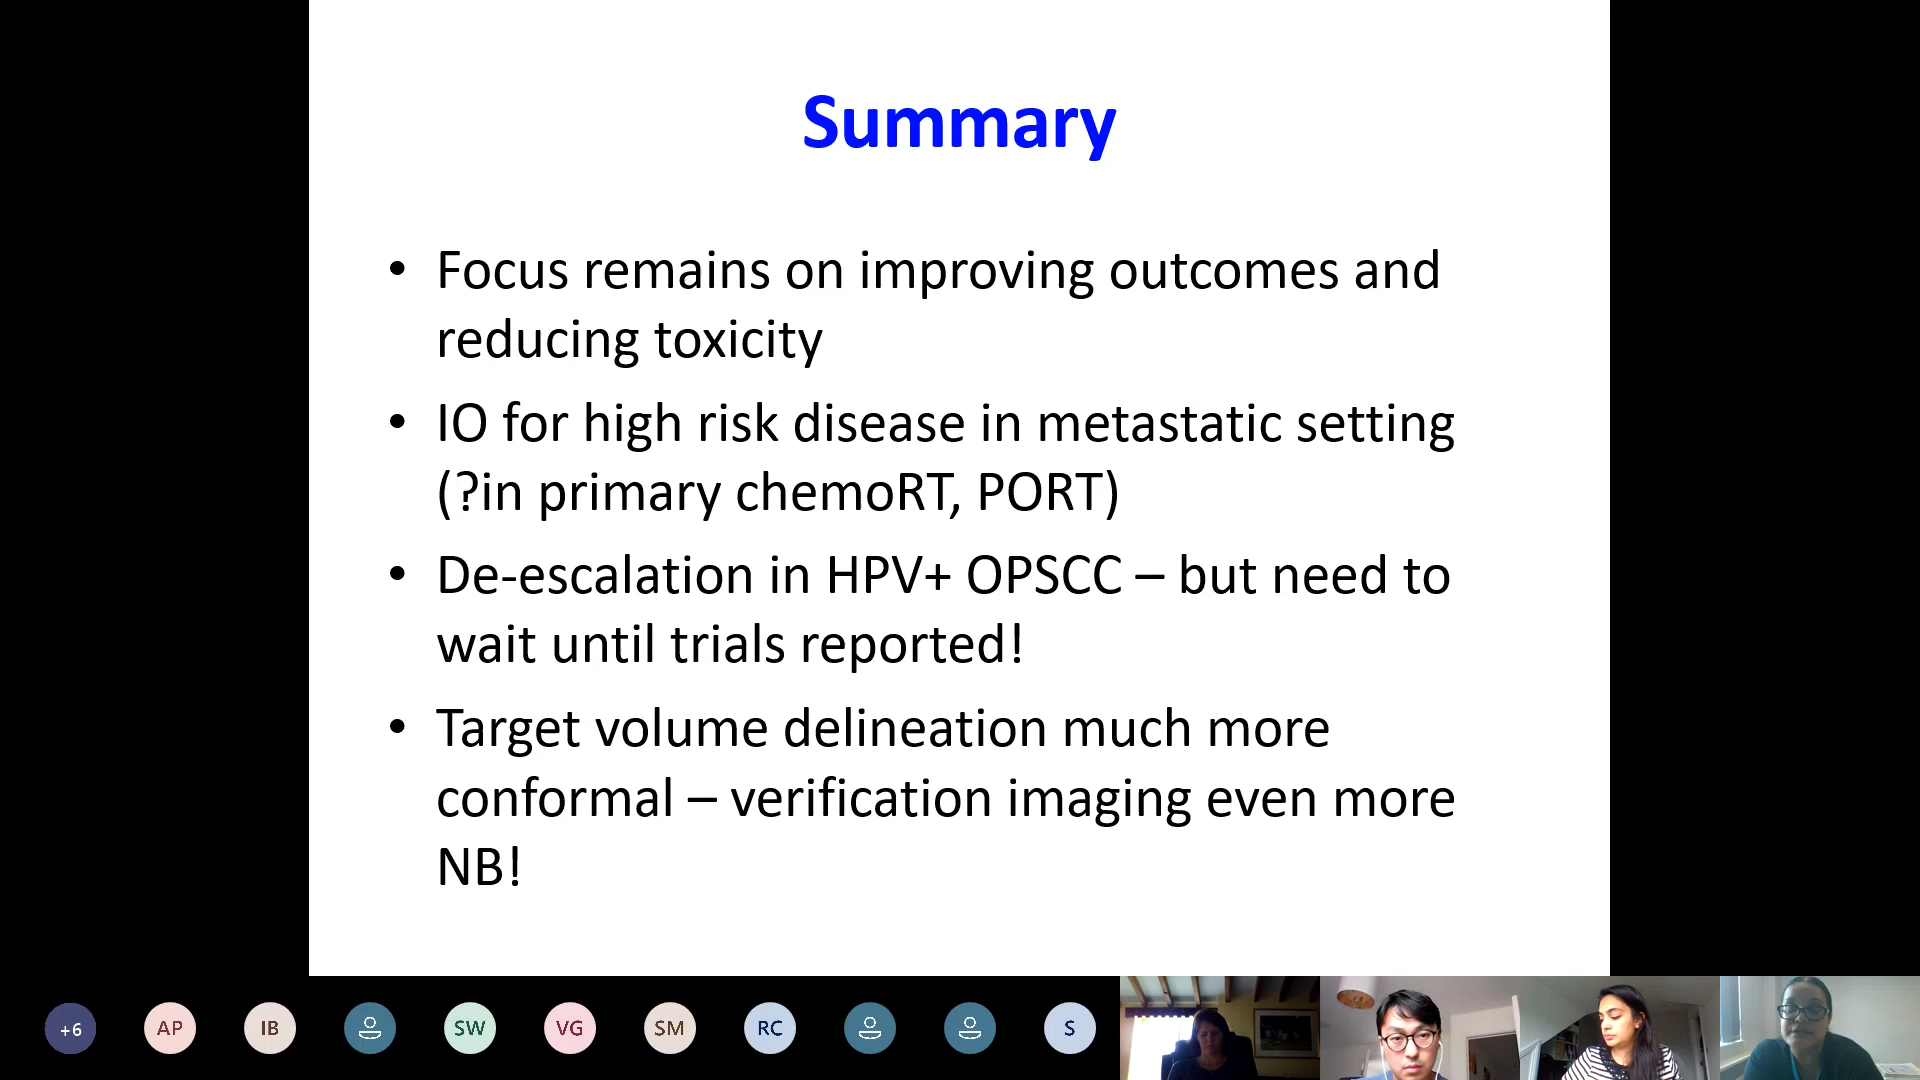 Summary
• Focus remains on improving outcomes and
reducing toxicity
• IO for high risk disease in metastatic setting
(?in primary chemoRT, PORT)
• De-escalation in HPV+ OPSCC – but need to
wait until trials reported!
• Target volume delineation much more
conformal – verification imaging even more
NB!
+6 AP IB SW VG SM RC S